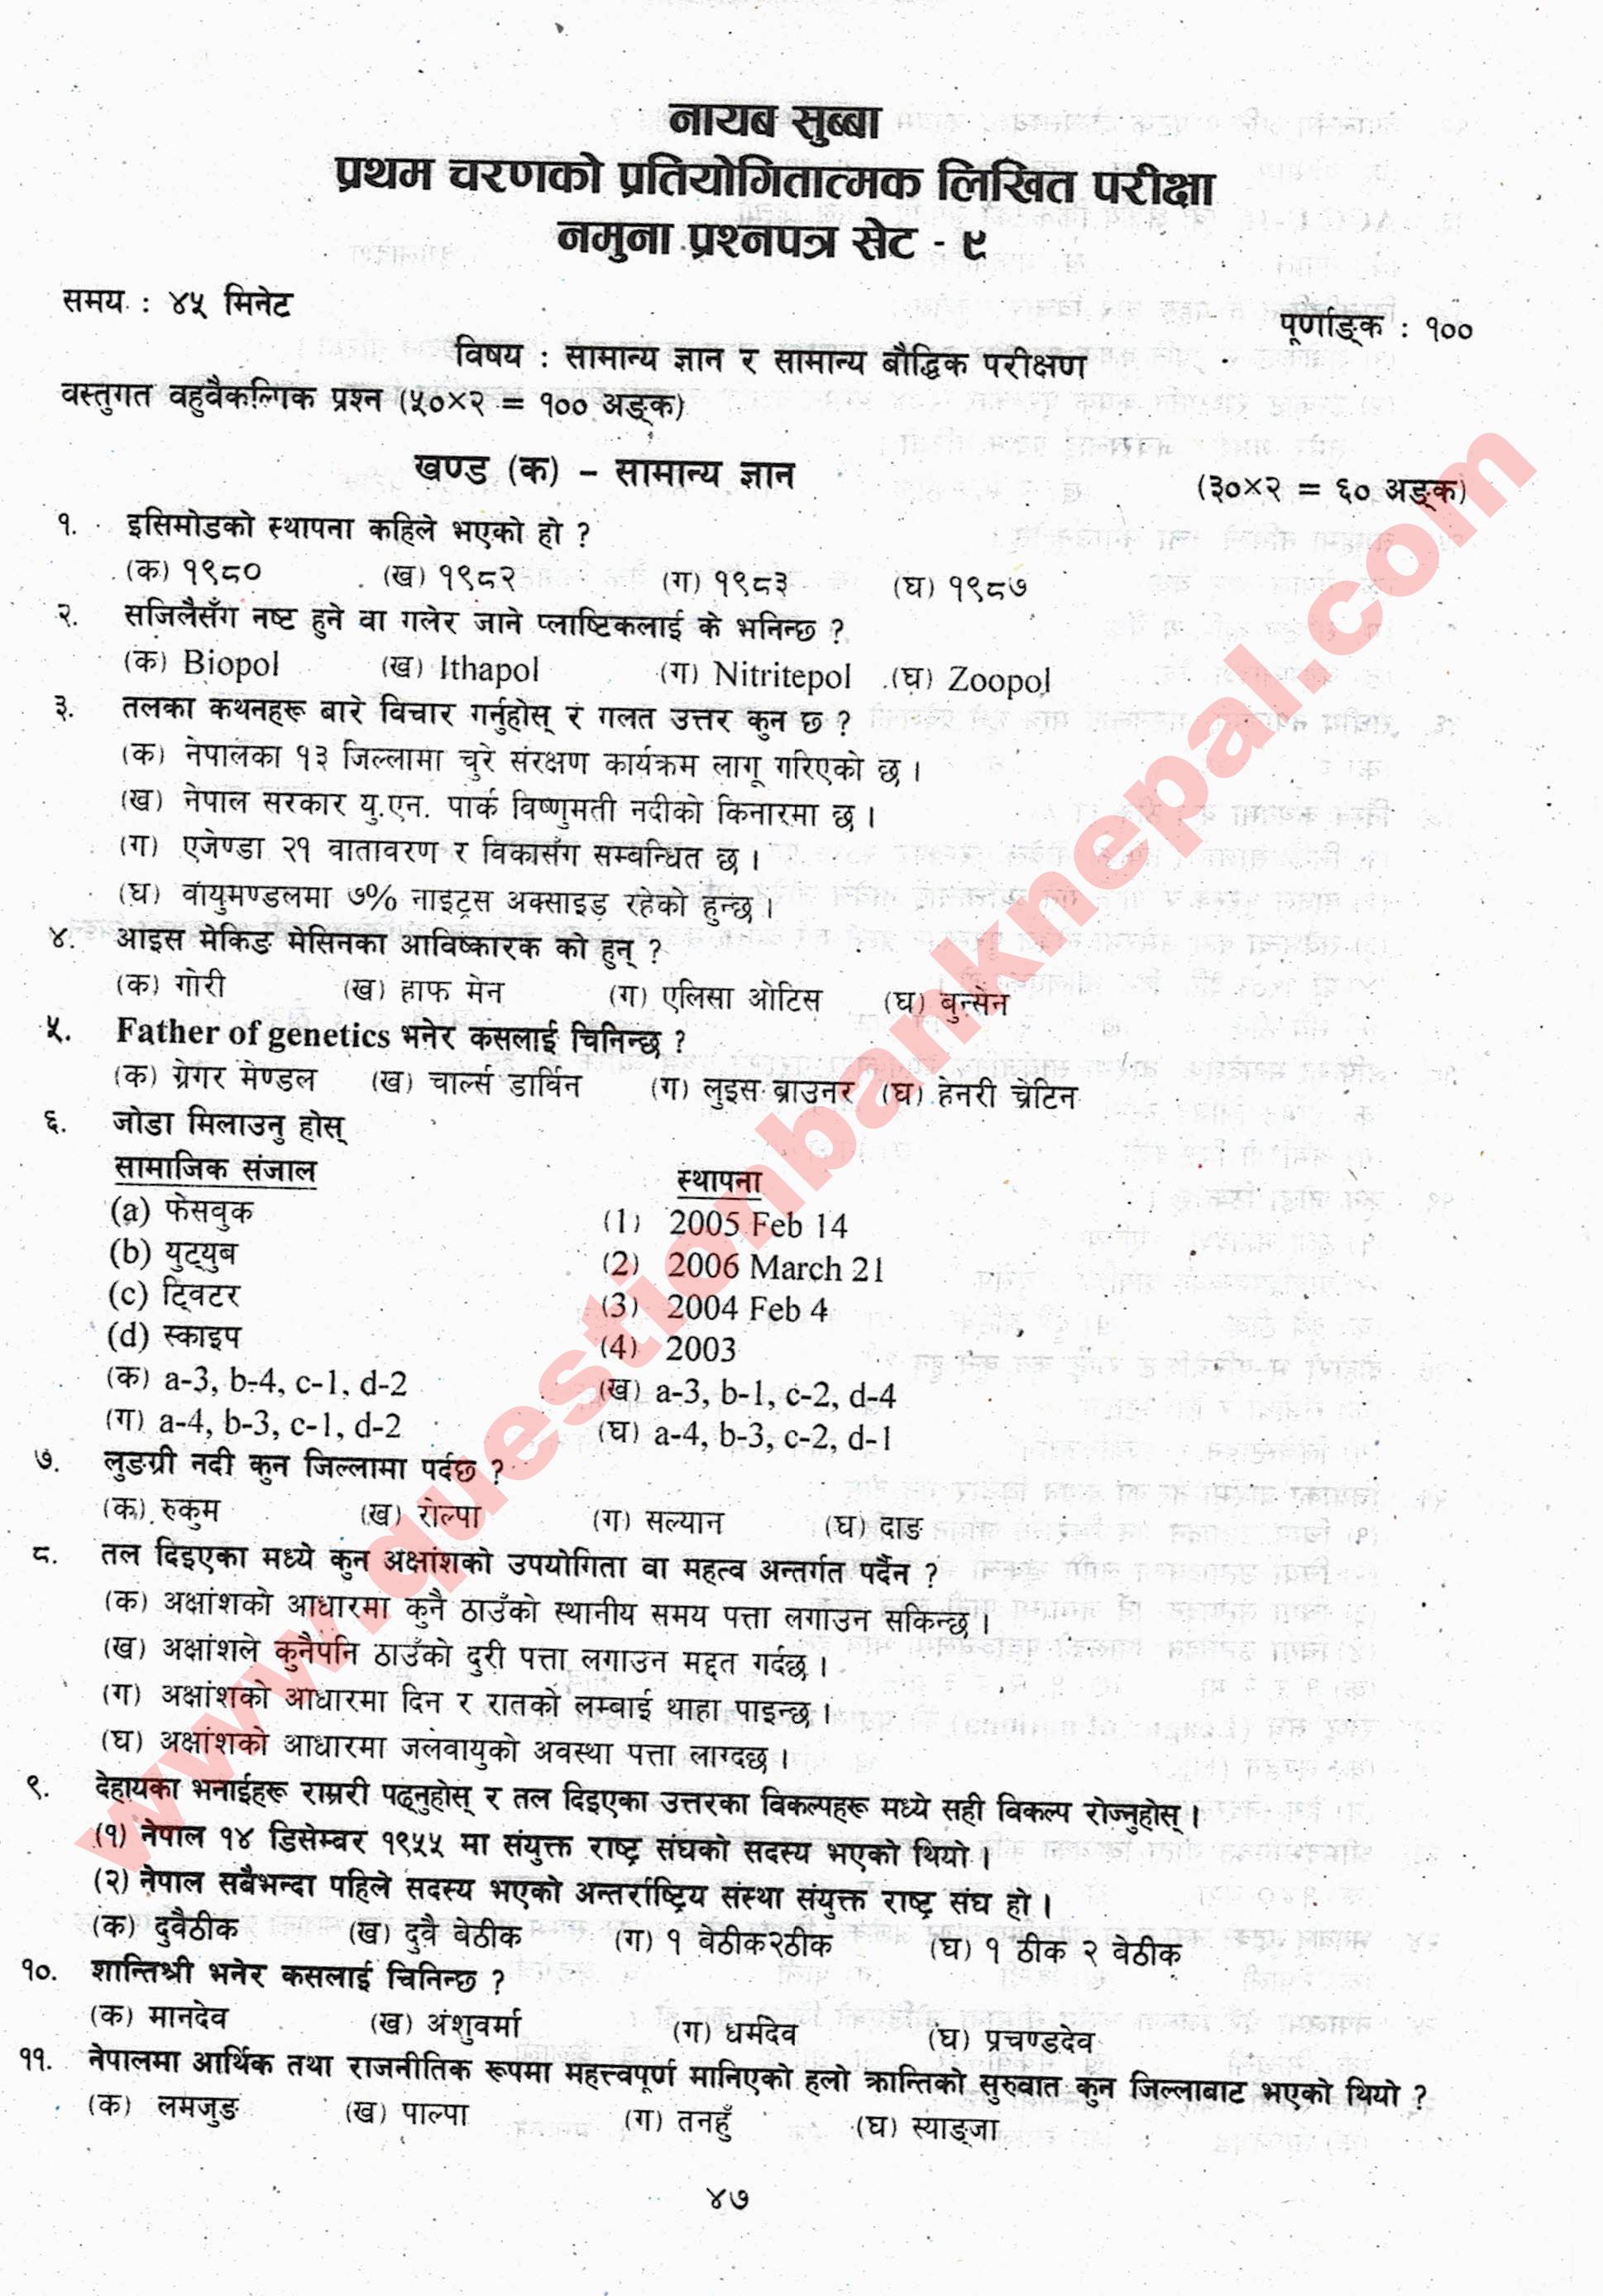 नायब सुब्बा
प्रथम चरणको प्रतियोगितात्मक लिखित परीक्षा
नमुना प्रश्नपत्र सेट - ९
समय : ४५ मिनेट
पूर्णाङ्क : १००
विषय : सामान्य ज्ञान र सामान्य बौद्धिक परीक्षण
वस्तुगत वहुवैकल्पिक प्रश्न (५०×२ = १०० अङ्क)
खण्ड (क) – सामान्य ज्ञान (३०×२ = ६० अङ्क)
१. इसिमोडको स्थापना कहिले भएको हो ?
(क) १९८० (ख) १९८२ (ग) १९८३ (घ) १९८७
२. सजिलैसँग नष्ट हुने वा गलेर जाने प्लाष्टिकलाई के भनिन्छ ?
(क) Biopol (ख) Ithapol (ग) Nitritepol (घ) Zoopol
३. तलका कथनहरू बारे विचार गर्नुहोस् र गलत उत्तर कुन छ ?
(क) नेपालका १३ जिल्लामा चुरे संरक्षण कार्यक्रम लागू गरिएको छ ।
(ख) नेपाल सरकार यु.एन. पार्क विष्णुमती नदीको किनारमा छ ।
(ग) एजेण्डा २१ वातावरण र विकासँग सम्बन्धित छ ।
(घ) वायुमण्डलमा ७% नाइट्रस अक्साइड रहेको हुन्छ ।
४. आइस मेकिङ मेसिनका आविष्कारक को हुन् ?
(क) गोरी (ख) हाफ मेन (ग) एलिसा ओटिस (घ) बुन्सेन
५. Father of genetics भनेर कसलाई चिनिन्छ ?
(क) ग्रेगर मेण्डल (ख) चार्ल्स डार्विन (ग) लुइस ब्राउनर (घ) हेनरी च्रेटिन
६. जोडा मिलाउनु होस्
सामाजिक संजाल स्थापना
(a) फेसवुक (1) 2005 Feb 14
(b) युट्युब (2) 2006 March 21
(c) ट्विटर (3) 2004 Feb 4
(d) स्काइप (4) 2003
(क) a-3, b-4, c-1, d-2 (ख) a-3, b-1, c-2, d-4
(ग) a-4, b-3, c-1, d-2 (घ) a-4, b-3, c-2, d-1
७. लुङग्री नदी कुन जिल्लामा पर्दछ ?
(क) रुकुम (ख) रोल्पा (ग) सल्यान (घ) दाङ
८. तल दिइएका मध्ये कुन अक्षांशको उपयोगिता वा महत्व अन्तर्गत पर्दैन ?
(क) अक्षांशको आधारमा कुनै ठाउँको स्थानीय समय पत्ता लगाउन सकिन्छ ।
(ख) अक्षांशले कुनैपनि ठाउँको दुरी पत्ता लगाउन मद्दत गर्दछ ।
(ग) अक्षांशको आधारमा दिन र रातको लम्बाई थाहा पाइन्छ ।
(घ) अक्षांशको आधारमा जलवायुको अवस्था पत्ता लाग्दछ ।
९. देहायका भनाईहरू राम्ररी पढ्नुहोस् र तल दिइएका उत्तरका विकल्पहरू मध्ये सही विकल्प रोज्नुहोस् ।
(१) नेपाल १४ डिसेम्वर १९५५ मा संयुक्त राष्ट्र संघको सदस्य भएको थियो ।
(२) नेपाल सबैभन्दा पहिले सदस्य भएको अन्तर्राष्ट्रिय संस्था संयुक्त राष्ट्र संघ हो ।
(क) दुवैठीक (ख) दुवै वेठीक (ग) १ वेठीक२ठीक (घ) १ ठीक २ वेठीक
१०. शान्तिश्री भनेर कसलाई चिनिन्छ ?
(क) मानदेव (ख) अंशुवर्मा (ग) धर्मदेव (घ) प्रचण्डदेव
११. नेपालमा आर्थिक तथा राजनीतिक रूपमा महत्त्वपूर्ण मानिएको हलो क्रान्तिको सुरुवात कुन जिल्लाबाट भएको थियो ?
(क) लमजुङ (ख) पाल्पा (ग) तनहुँ (घ) स्याङ्जा
४७
www.questionbanknepal.com